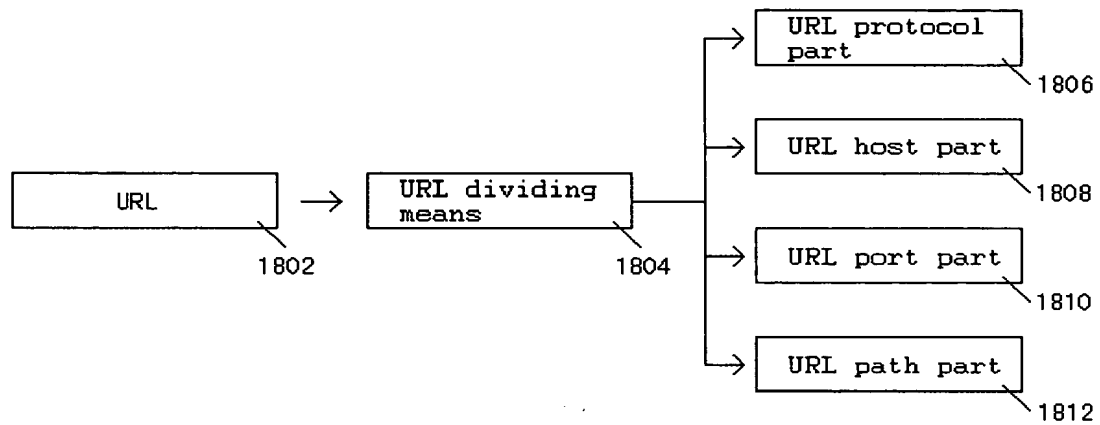 URL protocol
part
1806
URL host part
1808
URL
1802
URL dividing
means
1804
URL port part
1810
URL path part
1812